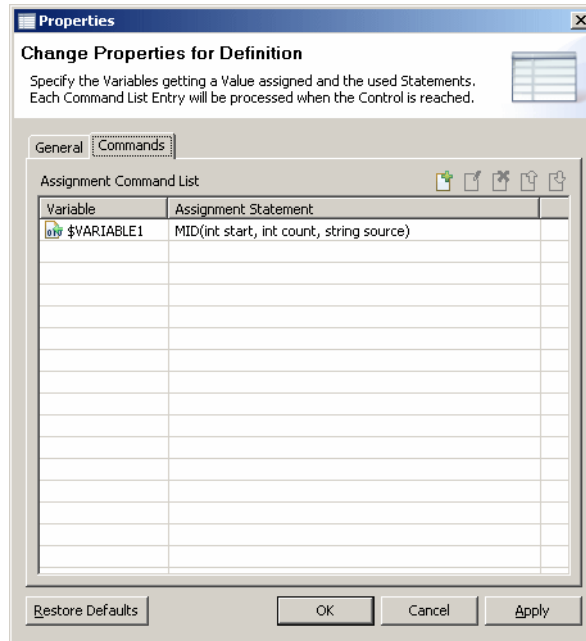 Properties
Change Properties for Definition
Specify the Variables getting a Value assigned and the used Statements.
Each Command List Entry will be processed when the Control is reached.
General Commands
Assignment Command List
Variable Assignment Statement
$VARIABLE1 MID(int start, int count, string source)
Restore Defaults OK Cancel Apply